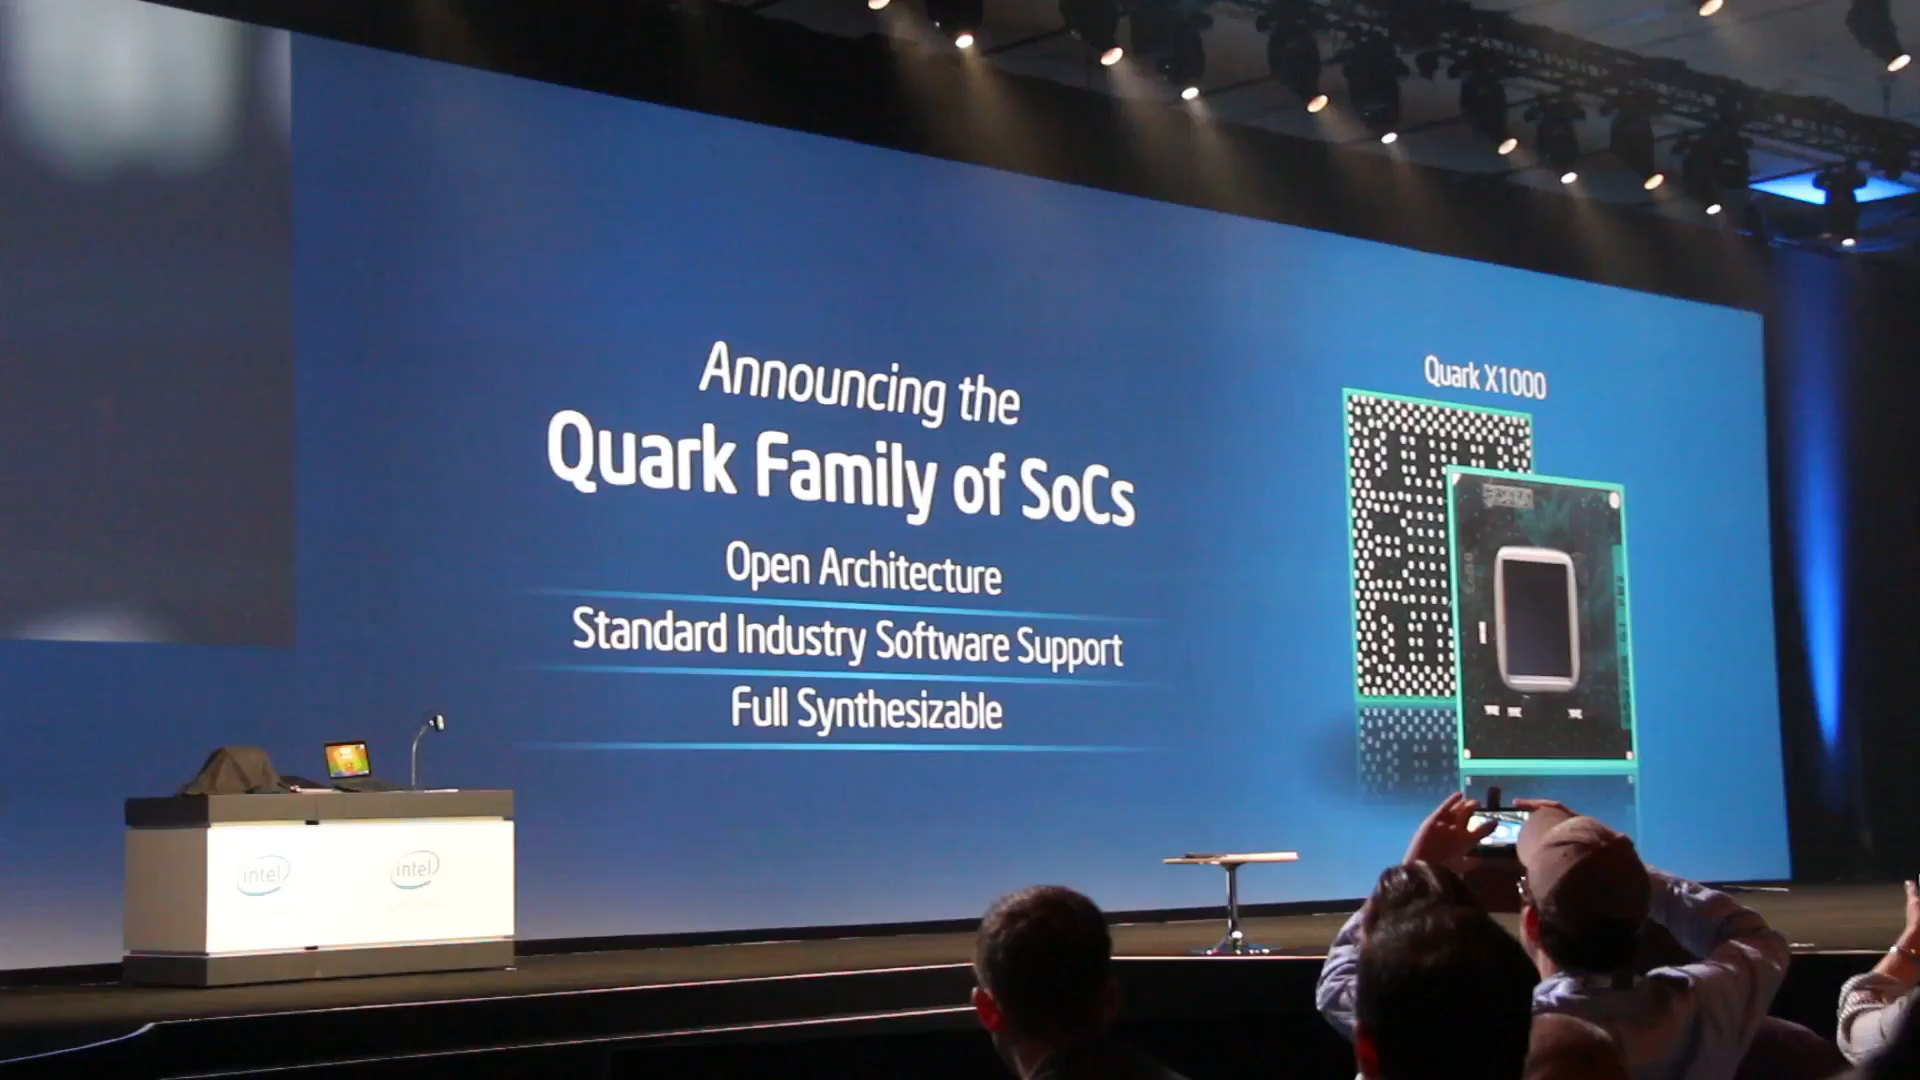 Announcing the
Quark Family of SoCs
Open Architecture
Standard Industry Software Support
Full Synthesizable
Quark X1000
intel
intel